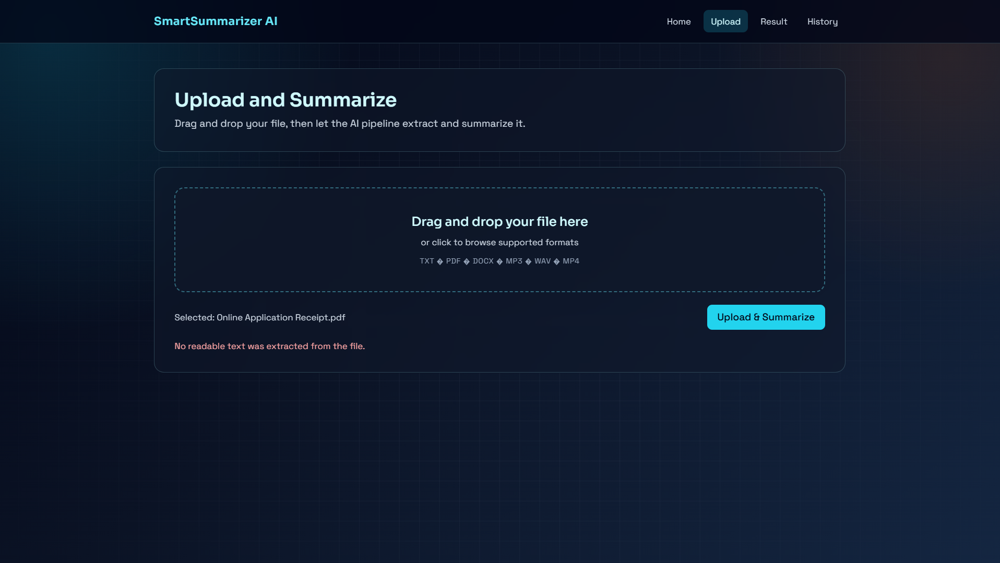 SmartSummarizer AI
Home
Upload
Result
History
Upload and Summarize
Drag and drop your file, then let the AI pipeline extract and summarize it.
Drag and drop your file here
or click to browse supported formats
TXT � PDF � DOCX � MP3 � WAV � MP4
Selected: Online Application Receipt.pdf
Upload & Summarize
No readable text was extracted from the file.